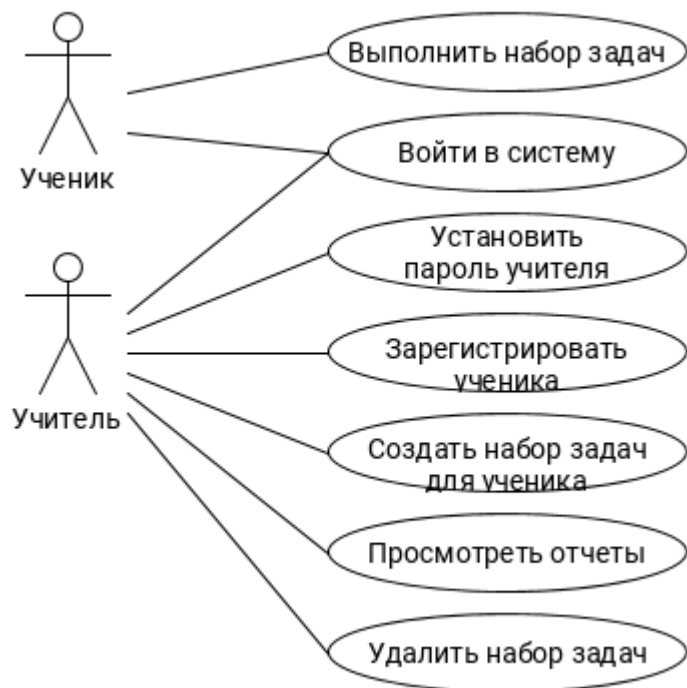 Выполнить набор задач
Войти в систему
Ученик
Установить
пароль учителя
Зарегистрировать
ученика
Учитель
Создать набор задач
для ученика
Просмотреть отчеты
Удалить набор задач